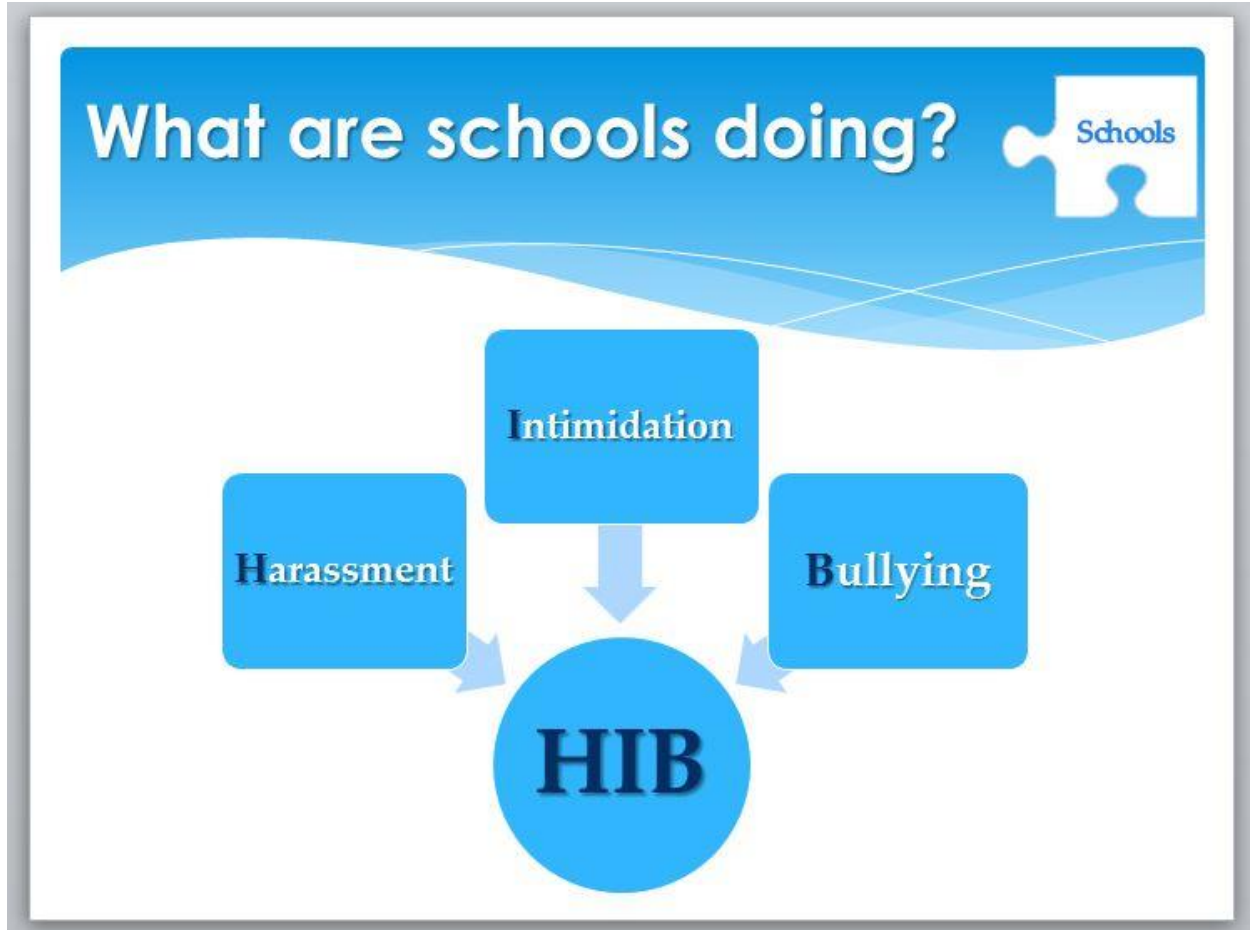 What are schools doing?
Schools
Intimidation
Harassment
Bullying
HIB